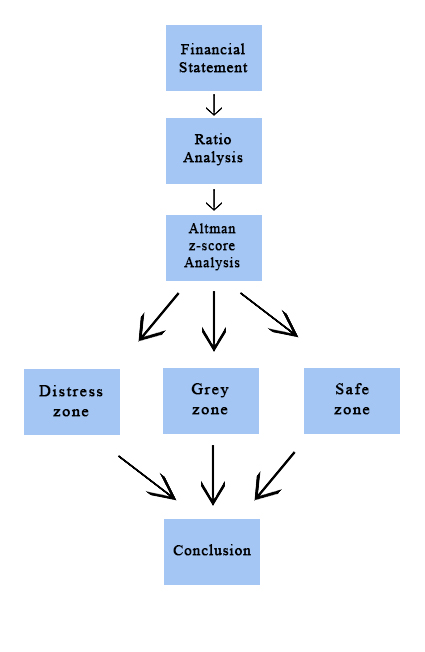 Financial
Statement
Ratio
Analysis
Altman
z-score
Analysis
Distress
zone
Grey
zone
Safe
zone
Conclusion